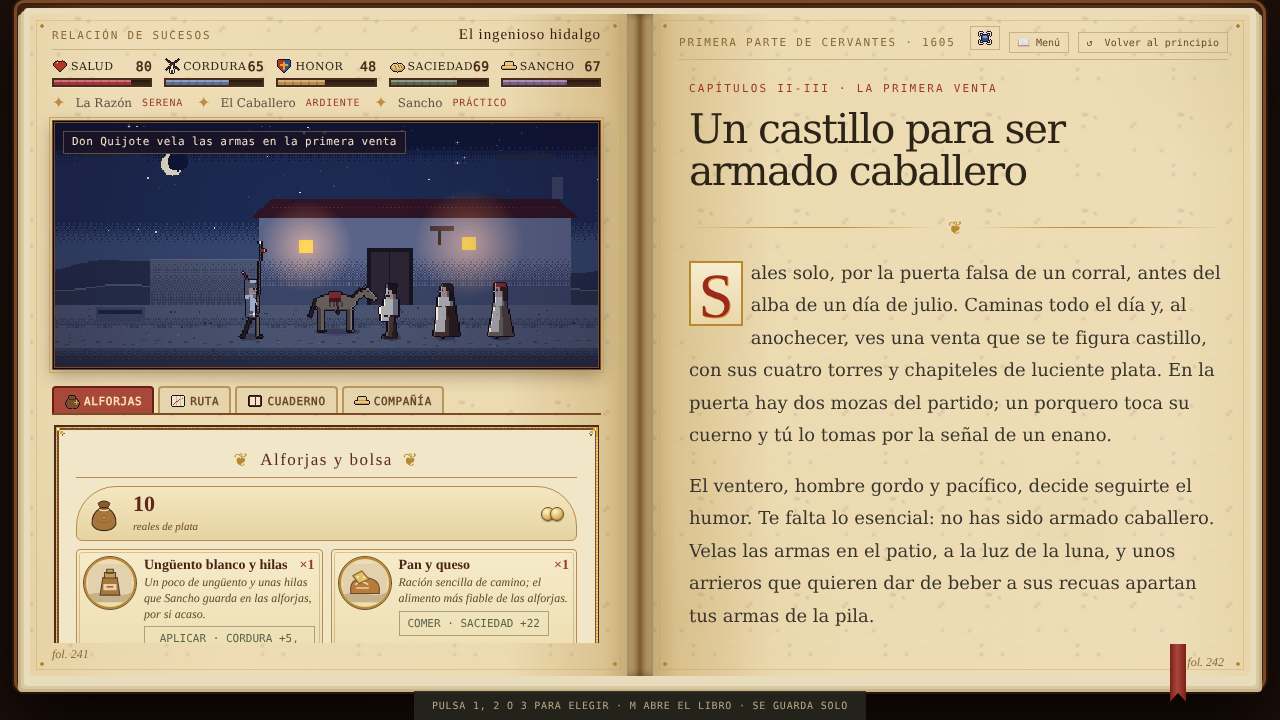 RELACIÓN DE SUCESOS
El ingenioso hidalgo
SALUD 80
CORDURA 65
HONOR 48
SACIEDAD 69
SANCHO 67
La Razón SERENA
El Caballero ARDIENTE
Sancho PRÁCTICO
Don Quijote vela las armas en la primera venta
ALFORJAS
RUTA
CUADERNO
COMPAÑÍA
Alforjas y bolsa
10
reales de plata
Ungüento blanco y hilas ×1
Un poco de ungüento y unas hilas
que Sancho guarda en las alforjas,
por si acaso.
APLICAR · CORDURA +5,
Pan y queso ×1
Ración sencilla de camino; el
alimento más fiable de las alforjas.
COMER · SACIEDAD +22
fol. 241
PRIMERA PARTE DE CERVANTES · 1605
Menú
↺ Volver al principio
CAPÍTULOS II-III · LA PRIMERA VENTA
Un castillo para ser
armado caballero
Sales solo, por la puerta falsa de un corral, antes del
alba de un día de julio. Caminas todo el día y, al
anochecer, ves una venta que se te figura castillo,
con sus cuatro torres y chapiteles de luciente plata. En la
puerta hay dos mozas del partido; un porquero toca su
cuerno y tú lo tomas por la señal de un enano.
El ventero, hombre gordo y pacífico, decide seguirte el
humor. Te falta lo esencial: no has sido armado caballero.
Velas las armas en el patio, a la luz de la luna, y unos
arrieros que quieren dar de beber a sus recuas apartan
tus armas de la pila.
fol. 242
PULSA 1, 2 O 3 PARA ELEGIR · M ABRE EL LIBRO · SE GUARDA SOLO